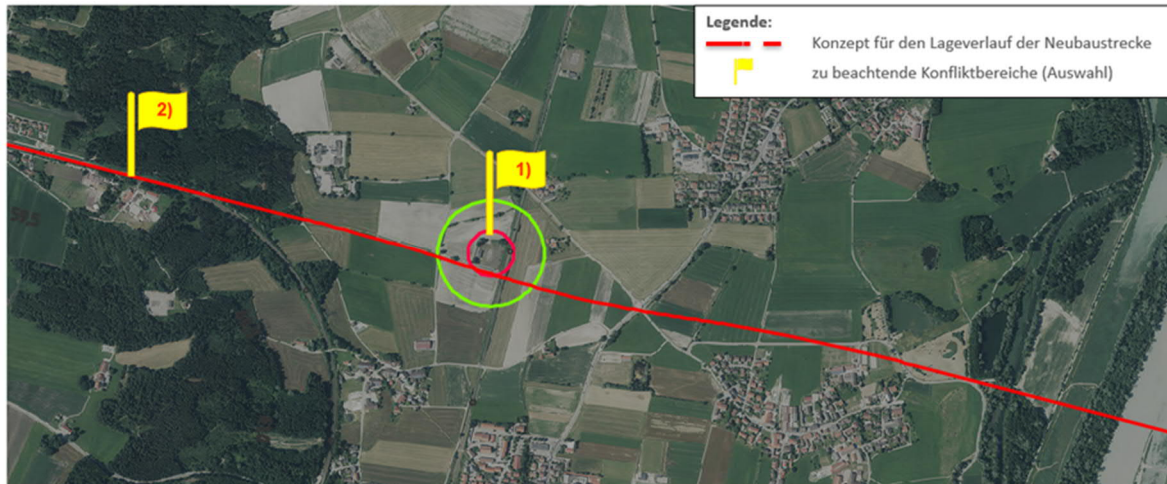 Legende:
Konzept für den Lageverlauf der Neubaustrecke
zu beachtende Konfliktbereiche (Auswahl)
2)
1)